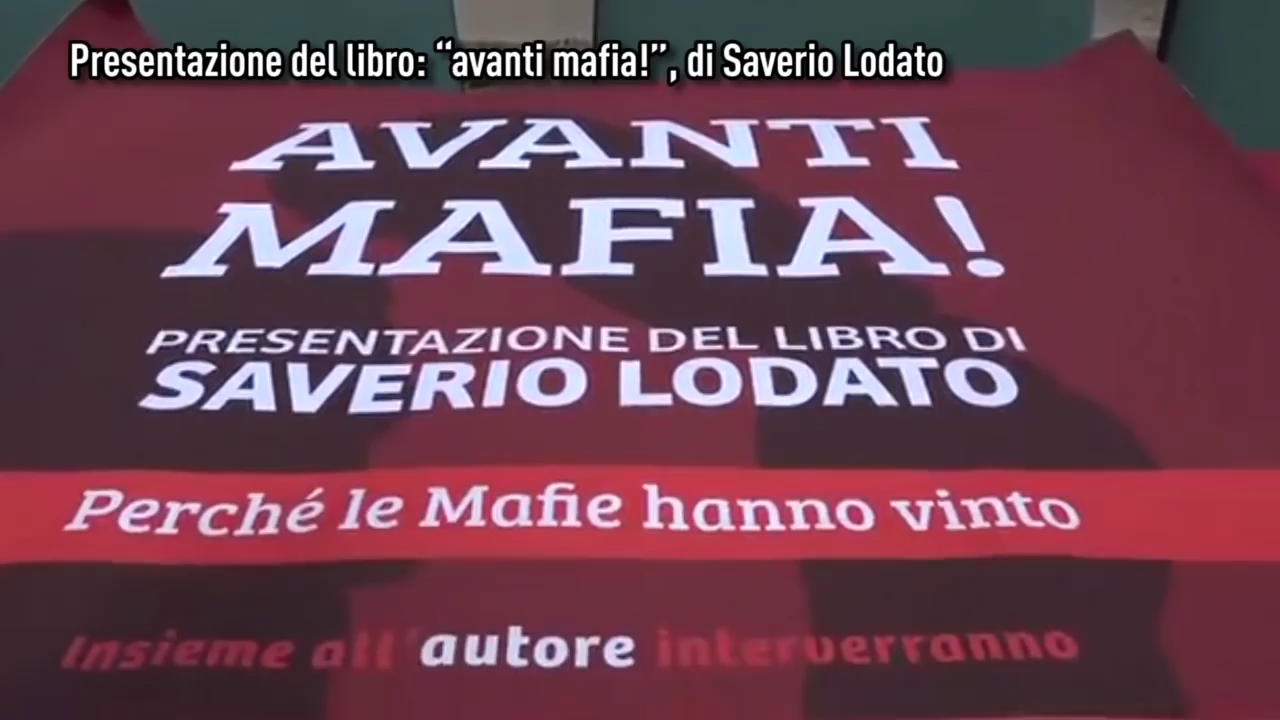 Presentazione del libro: “avanti mafia!”, di Saverio Lodato
AVANTI
MAFIA!
PRESENTAZIONE DEL LIBRO DI
SAVERIO LODATO
Perché le Mafie hanno vinto
Insieme all'autore interverranno